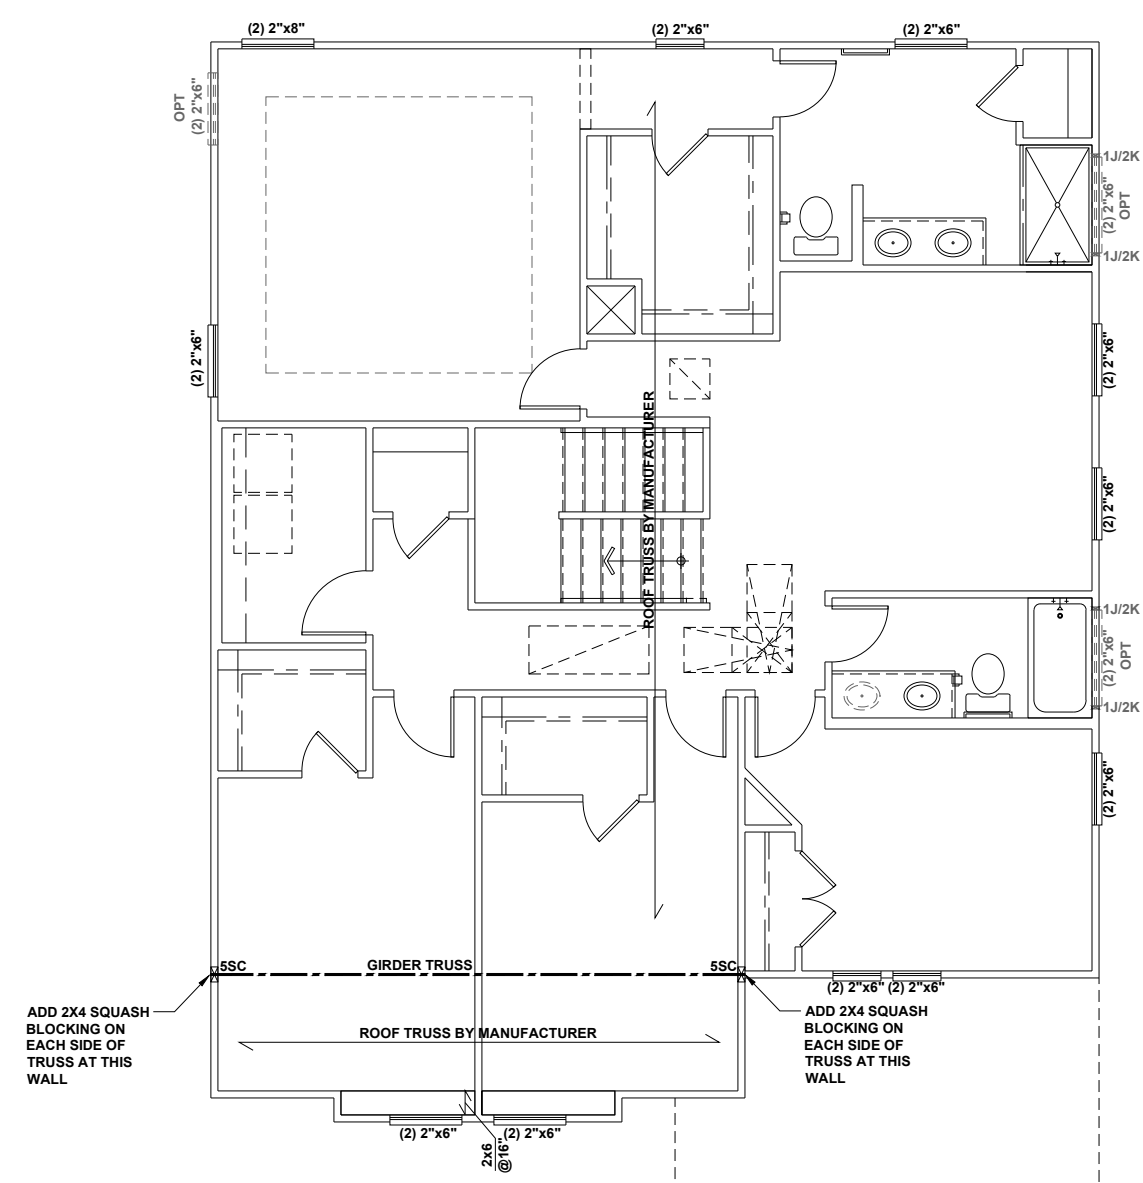 (2) 2"x8"
(2) 2"x6"
(2) 2"x6"
OPT
(2) 2"x6"
1J/2K
(2) 2"x6"
OPT
1J/2K
(2) 2"x6"
(2) 2"x6"
ROOF TRUSS BY MANUFACTURER
(2) 2"x6"
1J/2K
(2) 2"x6"
OPT
1J/2K
(2) 2"x6"
5SC
GIRDER TRUSS
5SC
(2) 2"x6"
(2) 2"x6"
ADD 2X4 SQUASH
BLOCKING ON
EACH SIDE OF
TRUSS AT THIS
WALL
ROOF TRUSS BY MANUFACTURER
ADD 2X4 SQUASH
BLOCKING ON
EACH SIDE OF
TRUSS AT THIS
WALL
(2) 2"x6"
(2) 2"x6"
2x6
@16"